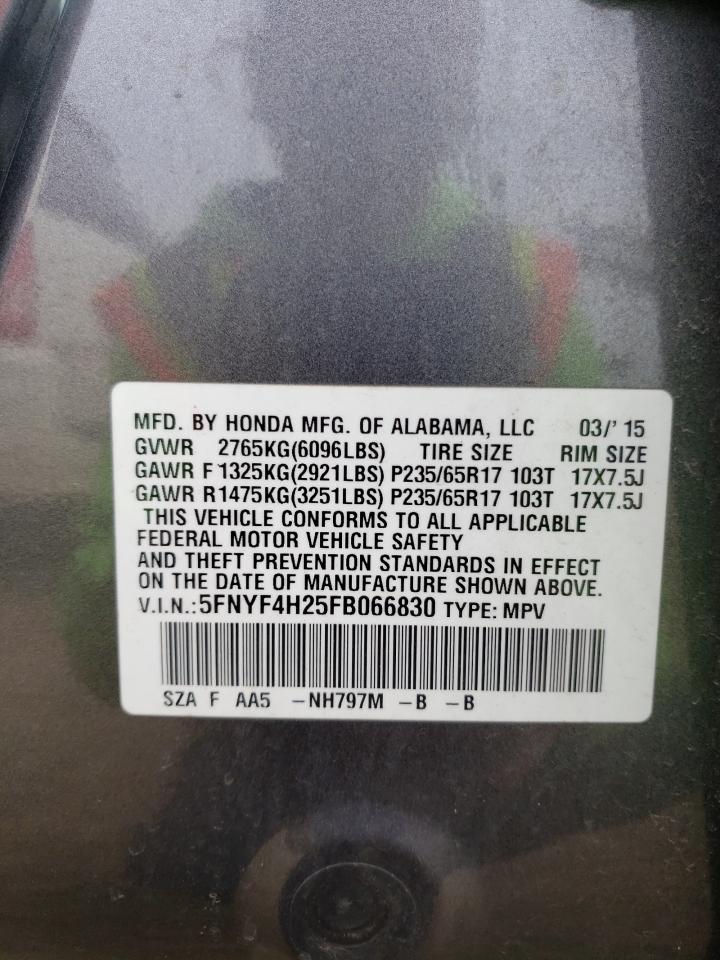 MFD. BY HONDA MFG. OF ALABAMA, LLC 03/' 15
GVWR 2765KG(6096LBS) TIRE SIZE RIM SIZE
GAWR F1325KG(2921LBS) P235/65R17 103T 17X7.5J
GAWR R1475KG(3251LBS) P235/65R17 103T 17X7.5J
THIS VEHICLE CONFORMS TO ALL APPLICABLE
FEDERAL MOTOR VEHICLE SAFETY
AND THEFT PREVENTION STANDARDS IN EFFECT
ON THE DATE OF MANUFACTURE SHOWN ABOVE.
V.I.N.:5FNYF4H25FB066830 TYPE: MPV
SZA F AA5 -NH797M -B -B